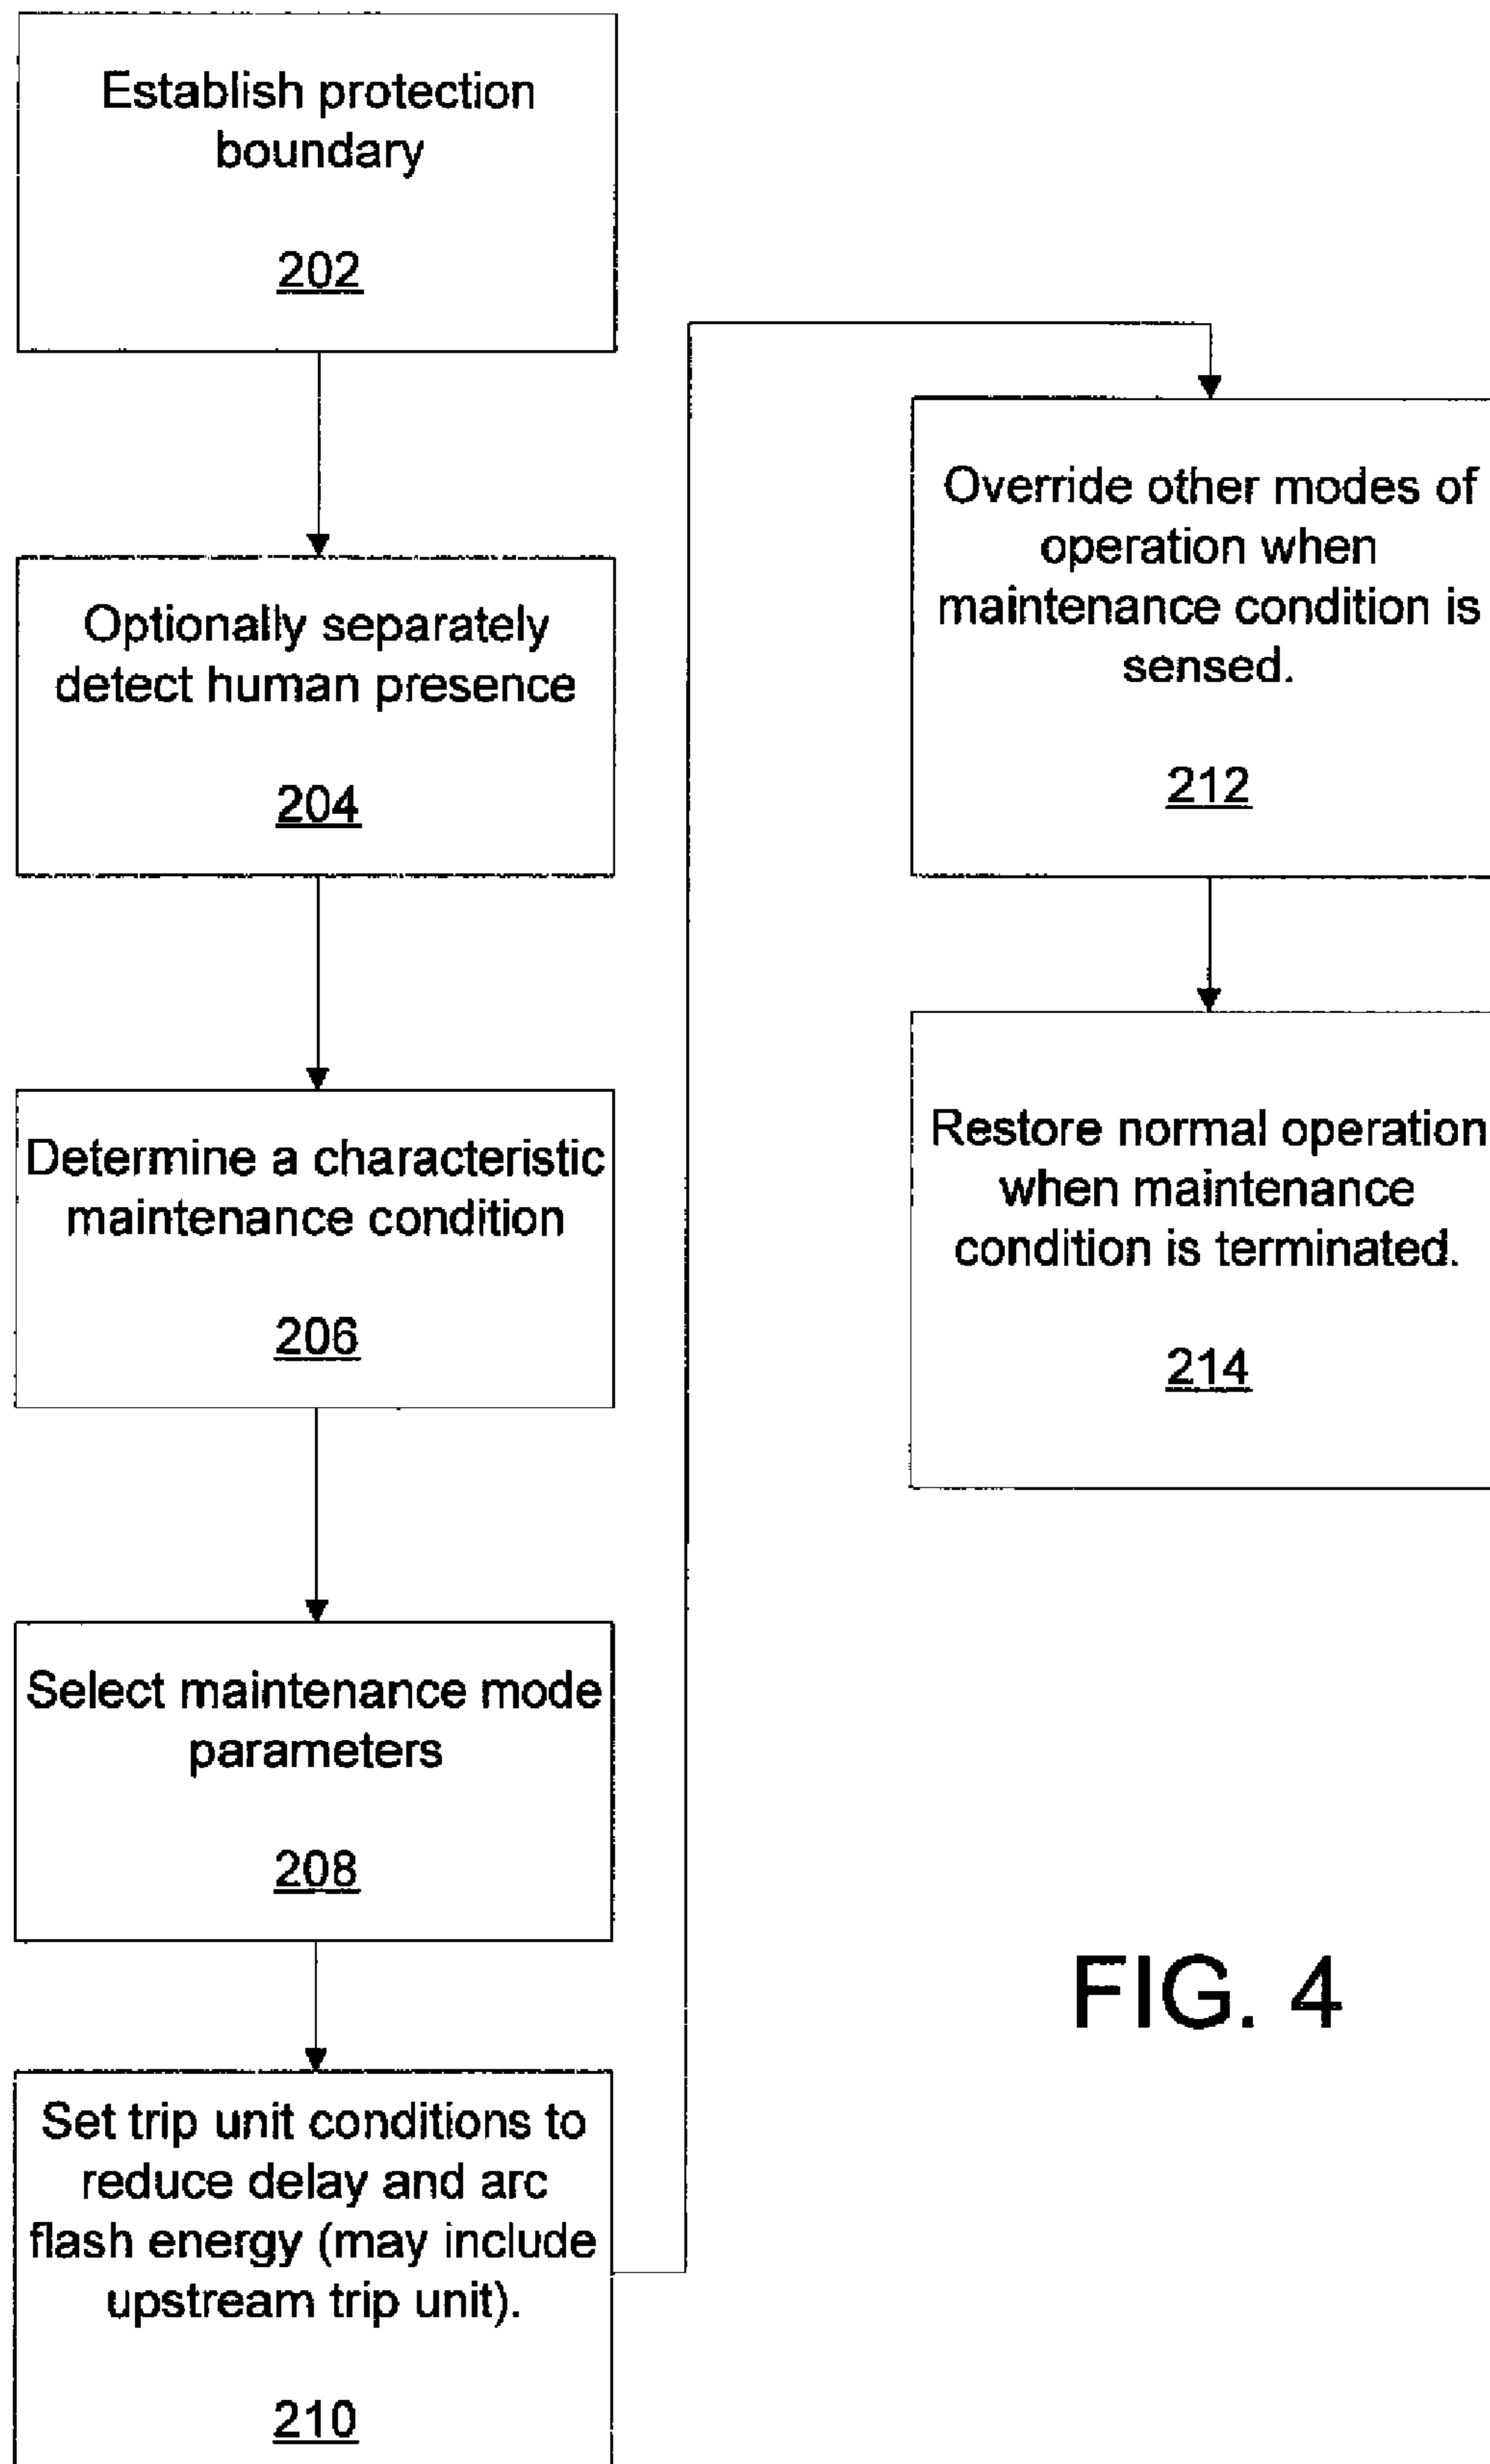 Establish protection
boundary
202
Optionally separately
detect human presence
204
Determine a characteristic
maintenance condition
206
Select maintenance mode
parameters
208
Set trip unit conditions to
reduce delay and arc
flash energy (may include
upstream trip unit).
210
Override other modes of
operation when
maintenance condition is
sensed.
212
Restore normal operation
when maintenance
condition is terminated.
214
FIG. 4